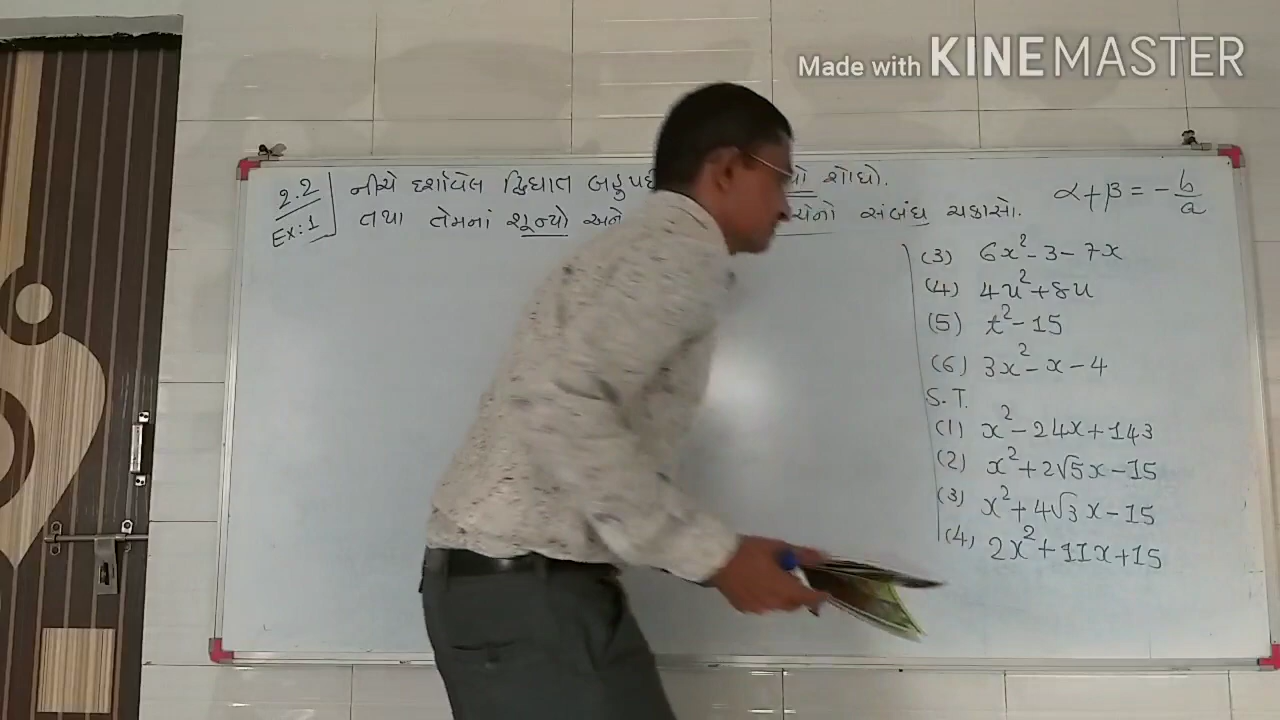 Made with KINEMASTER
2.2 નીચે દર્શાવેલ દ્વિઘાત શોધો.
Ex:1 તથા તેમનાં શૂન્યો અને સંબંધ ચકાસો.
α+β = -b/a
(3) 6x²-3-7x
(4) 4u²+8u
(5) t²-15
(6) 3x²-x-4
S.T.
(1) x²-24x+143
(2) x²+2√5x-15
(3) x²+4√3x-15
(4) 2x²+11x+15